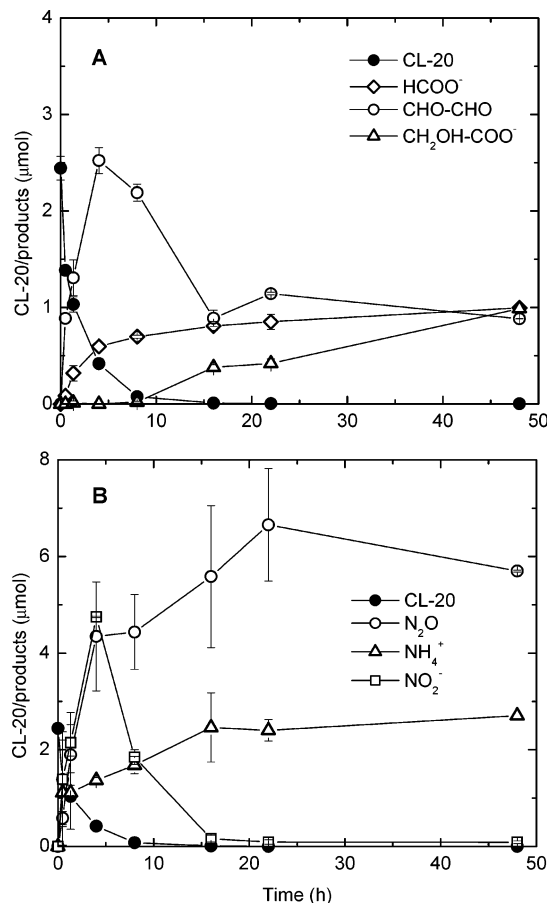 4
3
2
1
0
CL-20/products (μmol)
A
CL-20
HCOO⁻
CHO-CHO
CH₂OH-COO⁻
0
10
20
30
40
50
8
6
4
2
0
CL-20/products (μmol)
B
CL-20
N₂O
NH₄⁺
NO₂⁻
0
10
20
30
40
50
Time (h)